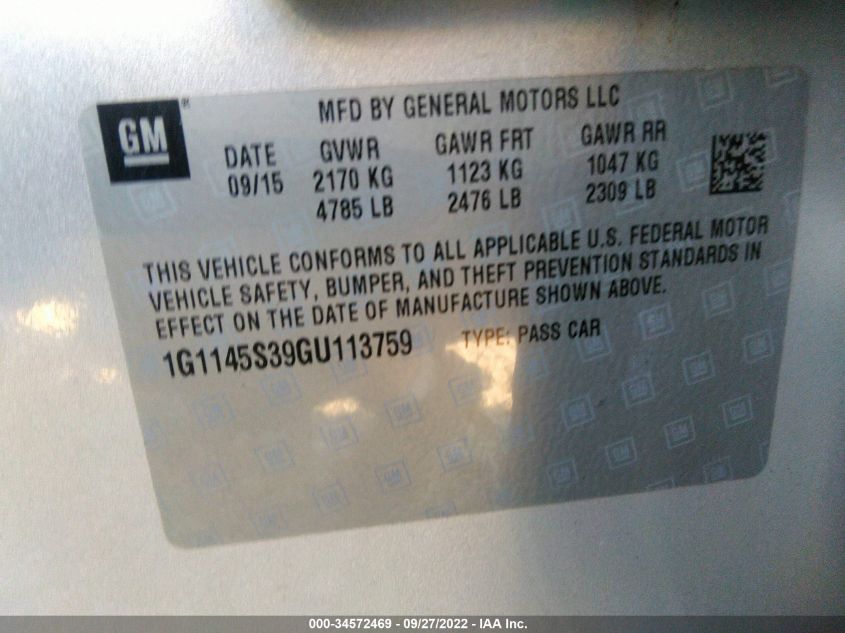 GM®
MFD BY GENERAL MOTORS LLC
DATE GVWR GAWR FRT GAWR RR
09/15 2170 KG 1123 KG 1047 KG
4785 LB 2476 LB 2309 LB
THIS VEHICLE CONFORMS TO ALL APPLICABLE U.S. FEDERAL MOTOR
VEHICLE SAFETY, BUMPER, AND THEFT PREVENTION STANDARDS IN
EFFECT ON THE DATE OF MANUFACTURE SHOWN ABOVE.
1G1145S39GU113759 TYPE: PASS CAR
000-34572469 - 09/27/2022 - IAA Inc.